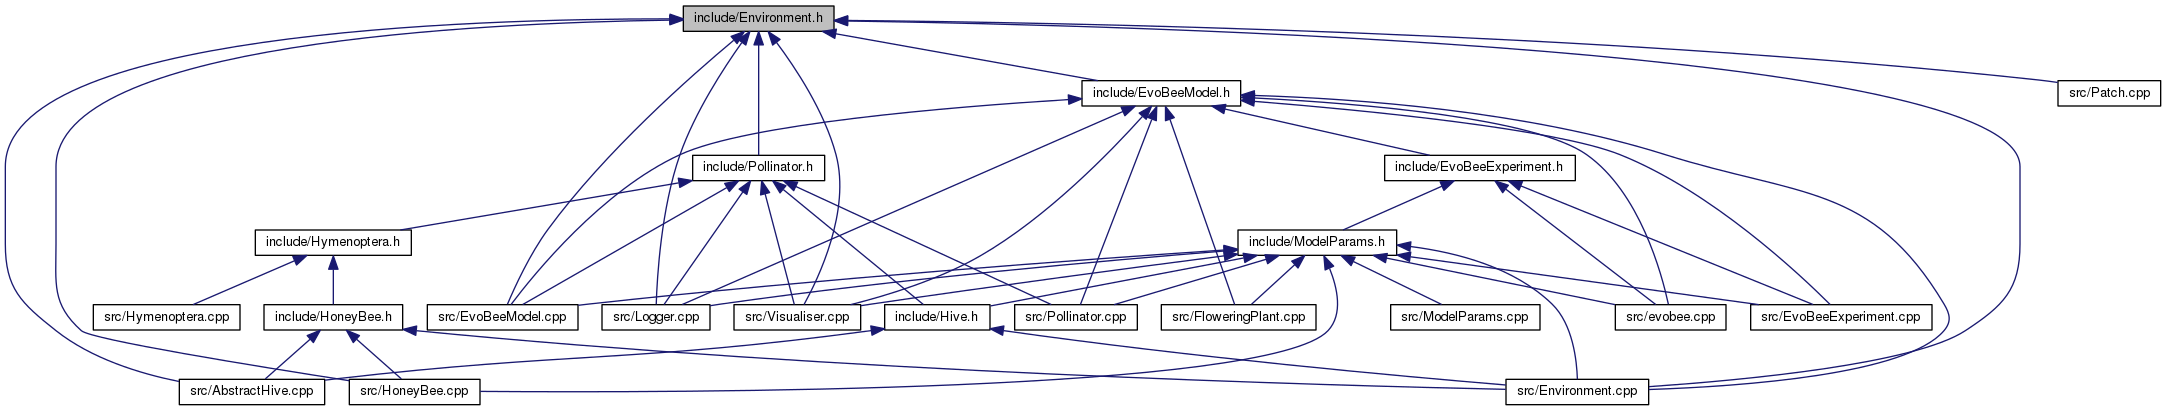 include/Environment.h
include/EvoBeeModel.h
src/Patch.cpp
include/Pollinator.h
include/EvoBeeExperiment.h
include/Hymenoptera.h
include/ModelParams.h
src/Hymenoptera.cpp
include/HoneyBee.h
src/EvoBeeModel.cpp
src/Logger.cpp
src/Visualiser.cpp
include/Hive.h
src/Pollinator.cpp
src/FloweringPlant.cpp
src/ModelParams.cpp
src/evobee.cpp
src/EvoBeeExperiment.cpp
src/AbstractHive.cpp
src/HoneyBee.cpp
src/Environment.cpp